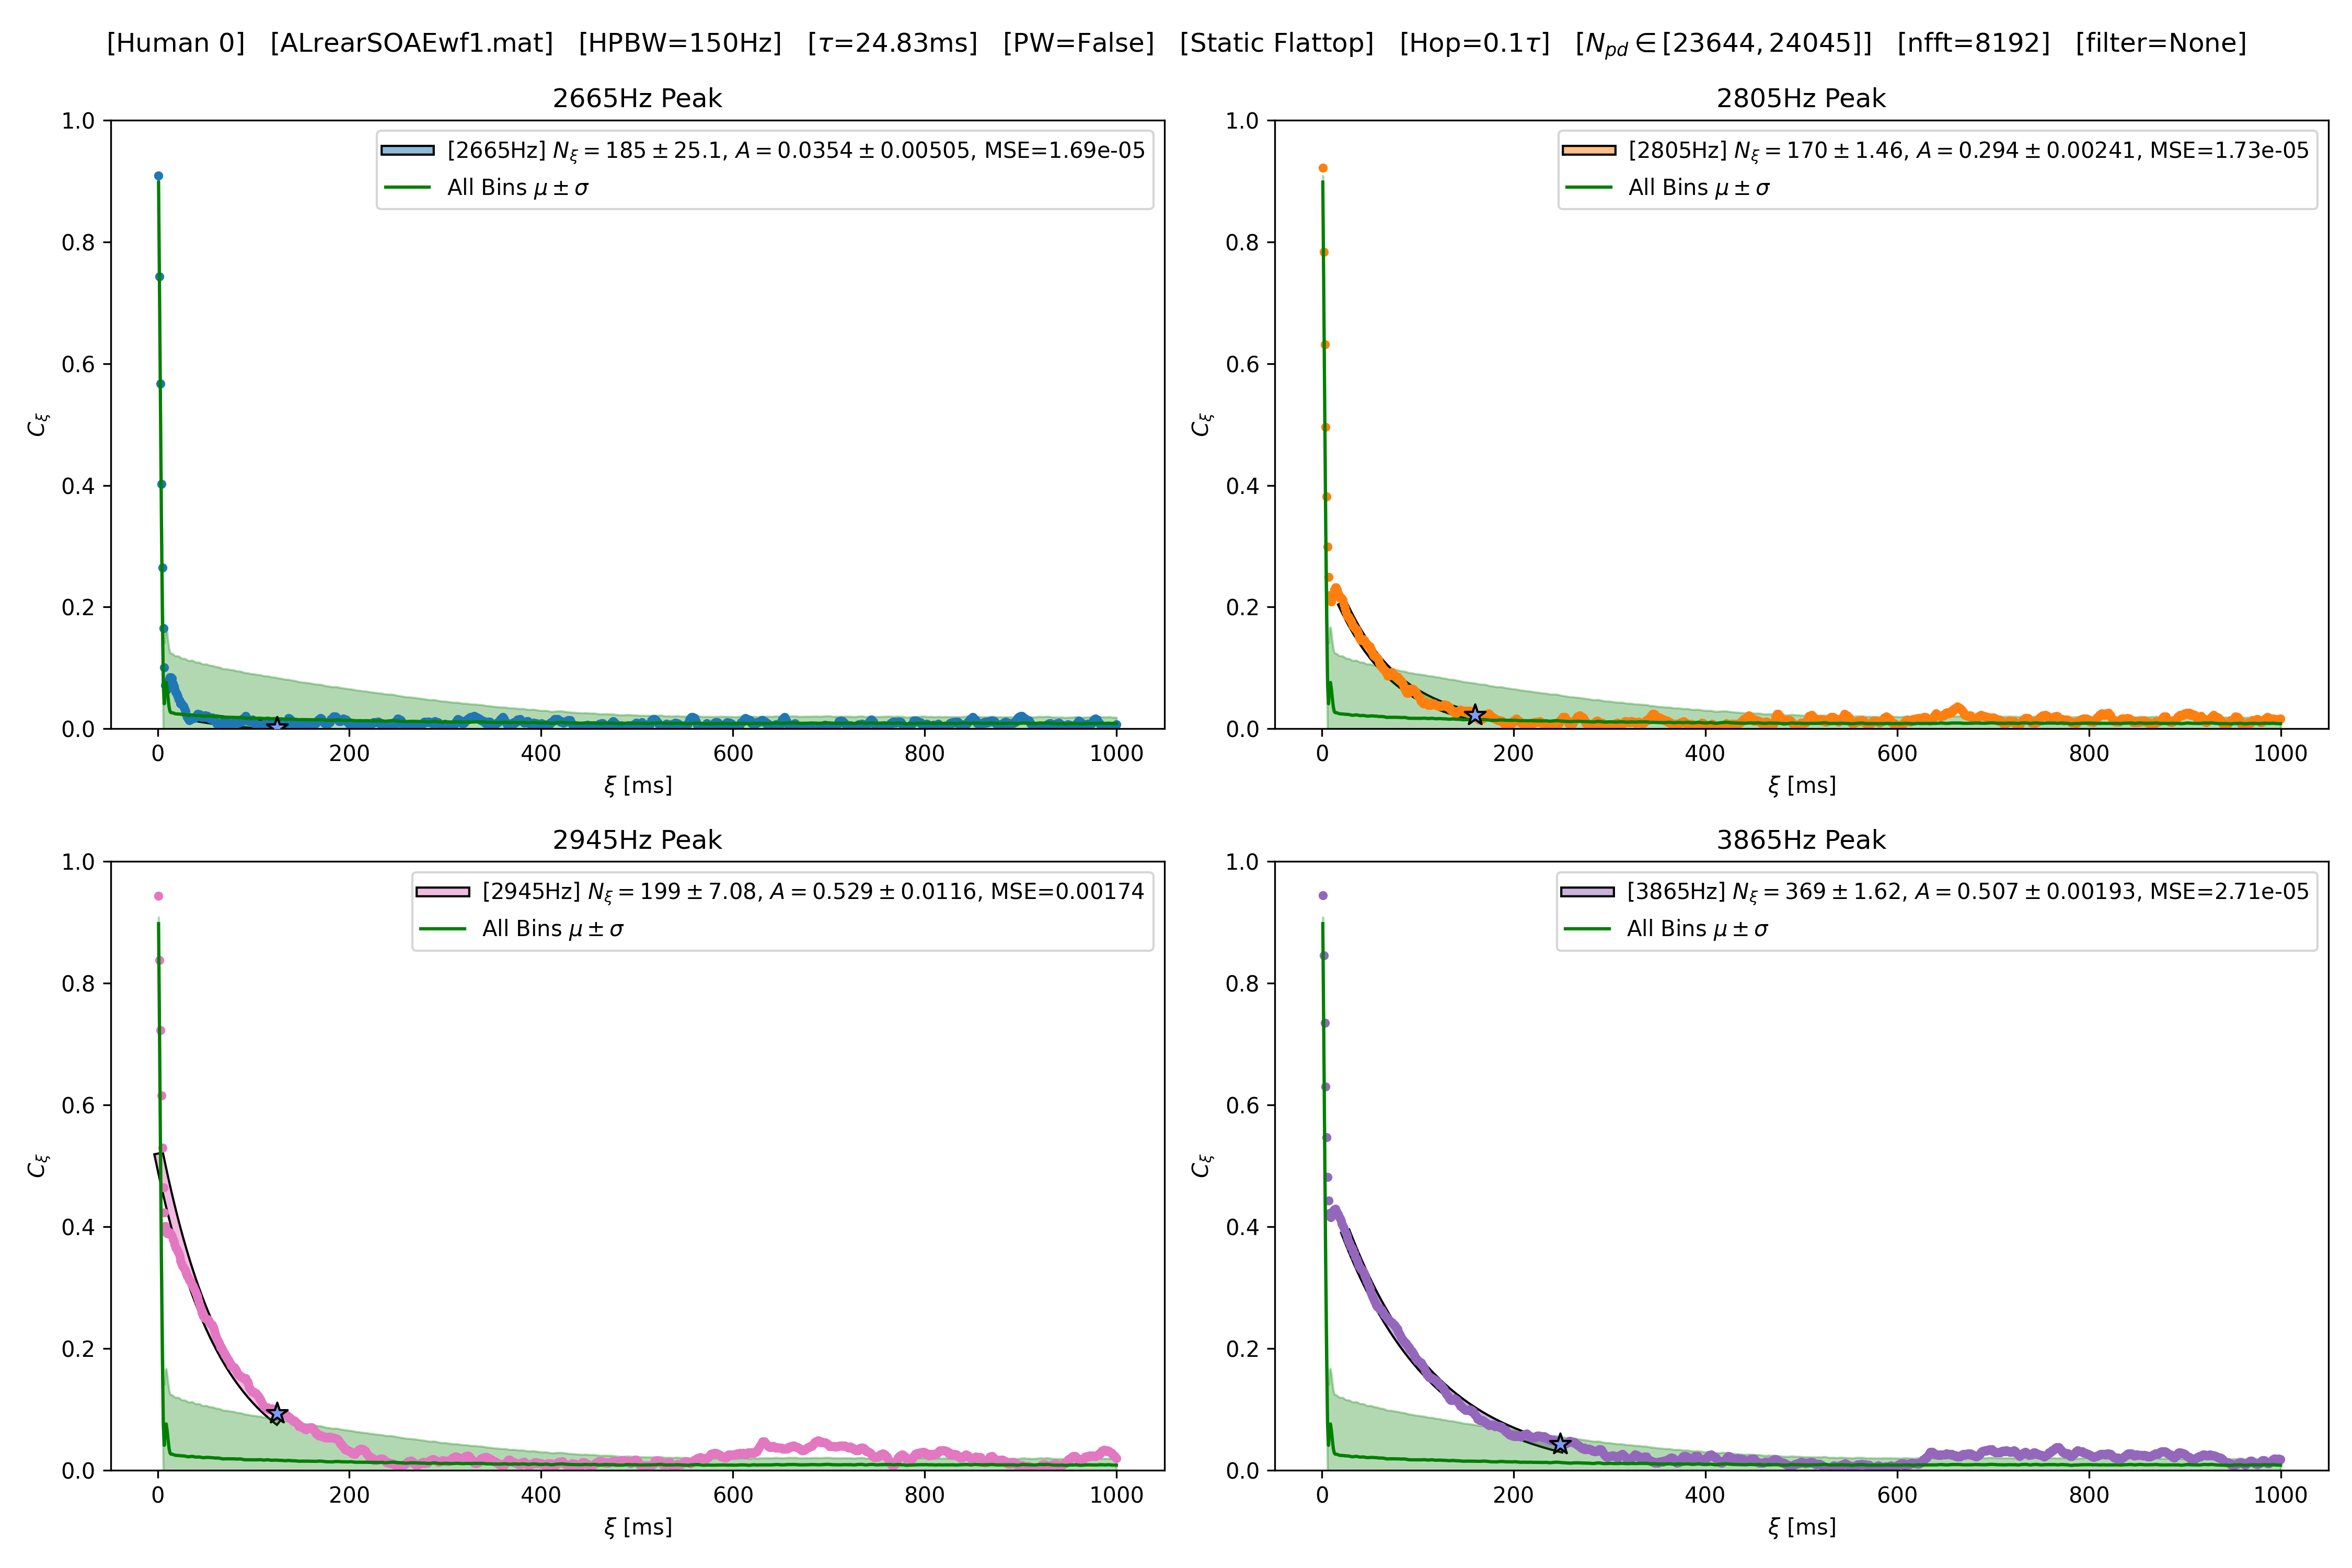 [Human 0] [ALrearSOAEwf1.mat] [HPBW=150Hz] [τ=24.83ms] [PW=False] [Static Flattop] [Hop=0.1τ] [N_pd ∈ [23644, 24045]] [nfft=8192] [filter=None]
2665Hz Peak
[2665Hz] N_ξ = 185 ± 25.1, A = 0.0354 ± 0.00505, MSE=1.69e-05
All Bins μ ± σ
1.0
0.8
0.6
0.4
0.2
0.0
C_ξ
0 200 400 600 800 1000
ξ [ms]
2805Hz Peak
[2805Hz] N_ξ = 170 ± 1.46, A = 0.294 ± 0.00241, MSE=1.73e-05
All Bins μ ± σ
1.0
0.8
0.6
0.4
0.2
0.0
C_ξ
0 200 400 600 800 1000
ξ [ms]
2945Hz Peak
[2945Hz] N_ξ = 199 ± 7.08, A = 0.529 ± 0.0116, MSE=0.00174
All Bins μ ± σ
1.0
0.8
0.6
0.4
0.2
0.0
C_ξ
0 200 400 600 800 1000
ξ [ms]
3865Hz Peak
[3865Hz] N_ξ = 369 ± 1.62, A = 0.507 ± 0.00193, MSE=2.71e-05
All Bins μ ± σ
1.0
0.8
0.6
0.4
0.2
0.0
C_ξ
0 200 400 600 800 1000
ξ [ms]